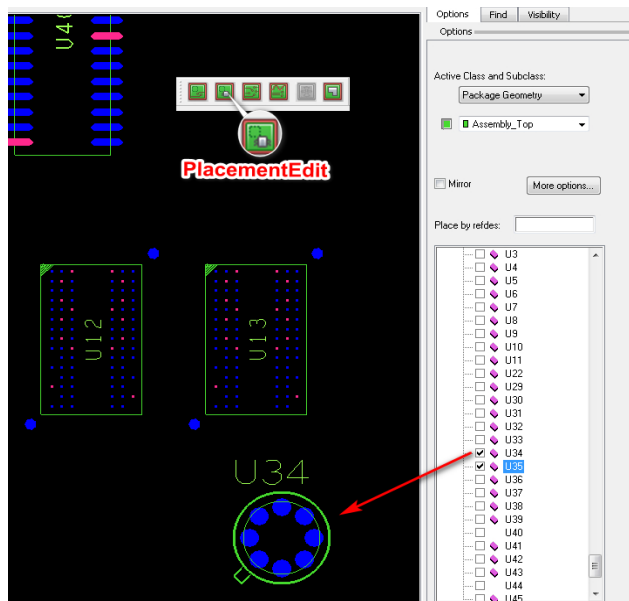 U48
PlacementEdit
U12
U13
U34
Options
Find
Visibility
Options
Active Class and Subclass:
Package Geometry
Assembly_Top
Mirror
More options...
Place by refdes:
U3
U4
U5
U6
U7
U8
U9
U10
U11
U22
U29
U30
U31
U32
U33
U34
U35
U36
U37
U38
U39
U40
U41
U42
U43
U44
U45